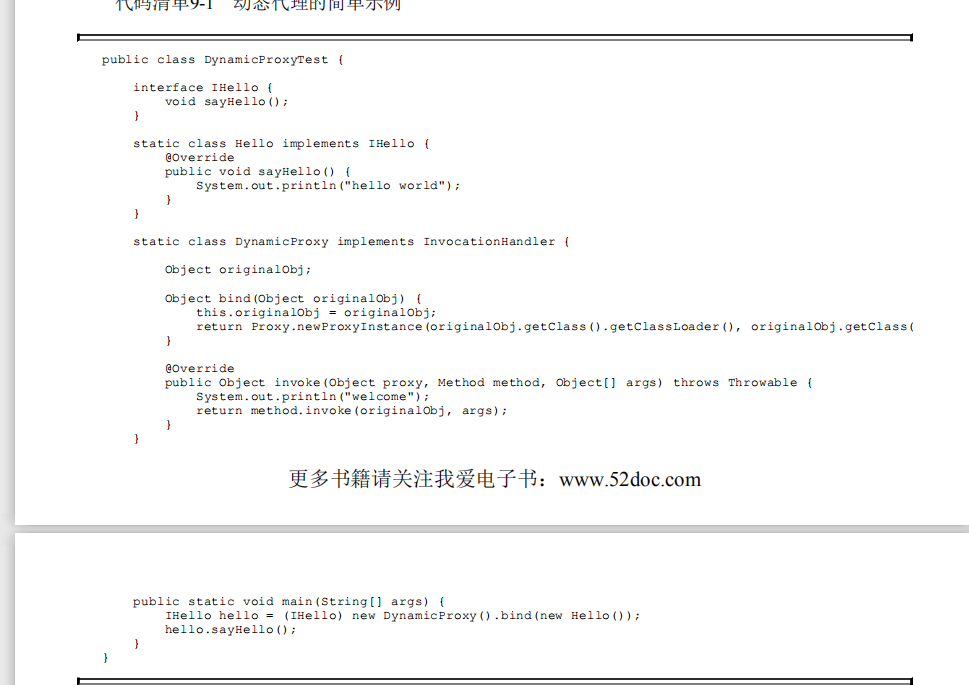 代码清单9-1 动态代理的简单示例
public class DynamicProxyTest {
interface IHello {
void sayHello();
}
static class Hello implements IHello {
@Override
public void sayHello() {
System.out.println("hello world");
}
}
static class DynamicProxy implements InvocationHandler {
Object originalObj;
Object bind(Object originalObj) {
this.originalObj = originalObj;
return Proxy.newProxyInstance(originalObj.getClass().getClassLoader(), originalObj.getClass(
}
@Override
public Object invoke(Object proxy, Method method, Object[] args) throws Throwable {
System.out.println("welcome");
return method.invoke(originalObj, args);
}
}
更多书籍请关注我爱电子书：www.52doc.com
public static void main(String[] args) {
IHello hello = (IHello) new DynamicProxy().bind(new Hello());
hello.sayHello();
}
}